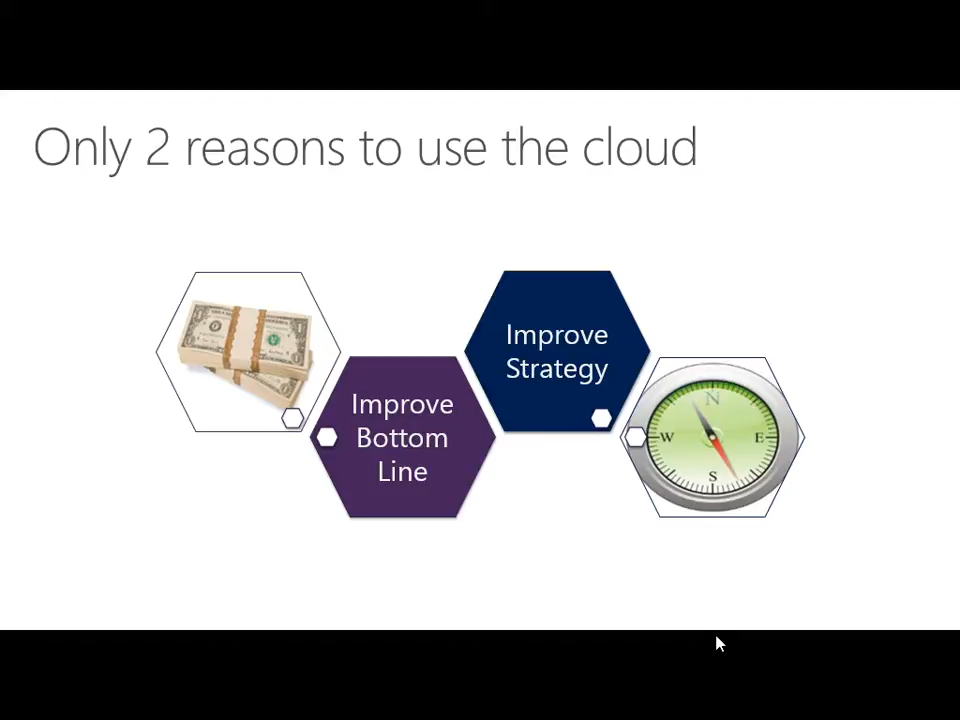 Only 2 reasons to use the cloud
Improve
Bottom
Line
Improve
Strategy
N
W
E
S